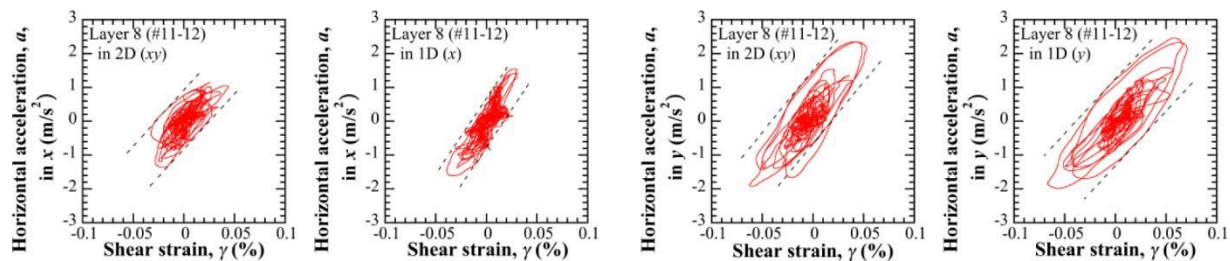 Horizontal acceleration, a,
in x (m/s²)
3
2
1
0
-1
-2
-3
Layer 8 (#11-12)
in 2D (xy)
-0.1 -0.05 0 0.05 0.1
Shear strain, γ (%)
Horizontal acceleration, a,
in x (m/s²)
3
2
1
0
-1
-2
-3
Layer 8 (#11-12)
in 1D (x)
-0.1 -0.05 0 0.05 0.1
Shear strain, γ (%)
Horizontal acceleration, a,
in y (m/s²)
3
2
1
0
-1
-2
-3
Layer 8 (#11-12)
in 2D (xy)
-0.1 -0.05 0 0.05 0.1
Shear strain, γ (%)
Horizontal acceleration, a,
in y (m/s²)
3
2
1
0
-1
-2
-3
Layer 8 (#11-12)
in 1D (y)
-0.1 -0.05 0 0.05 0.1
Shear strain, γ (%)